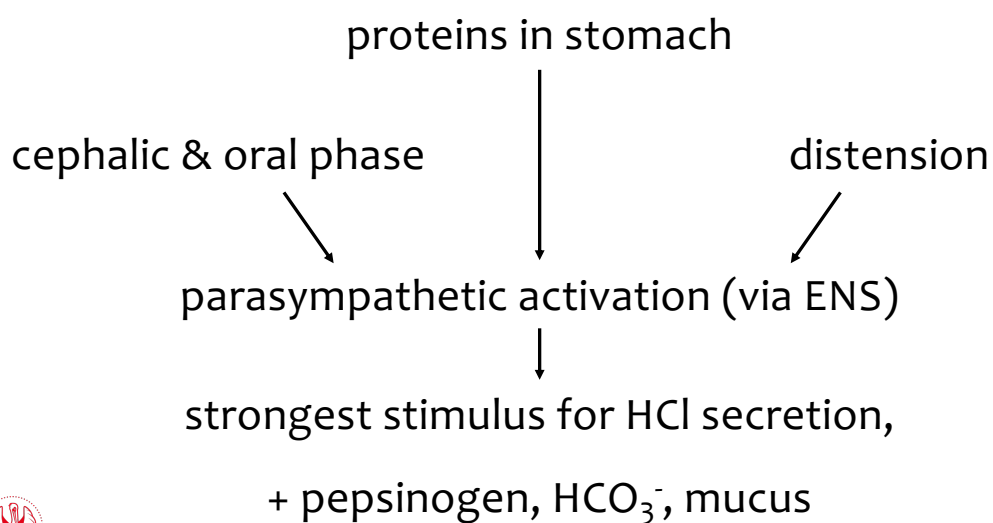 proteins in stomach
cephalic & oral phase
distension
parasympathetic activation (via ENS)
strongest stimulus for HCl secretion,
+ pepsinogen, HCO₃⁻, mucus